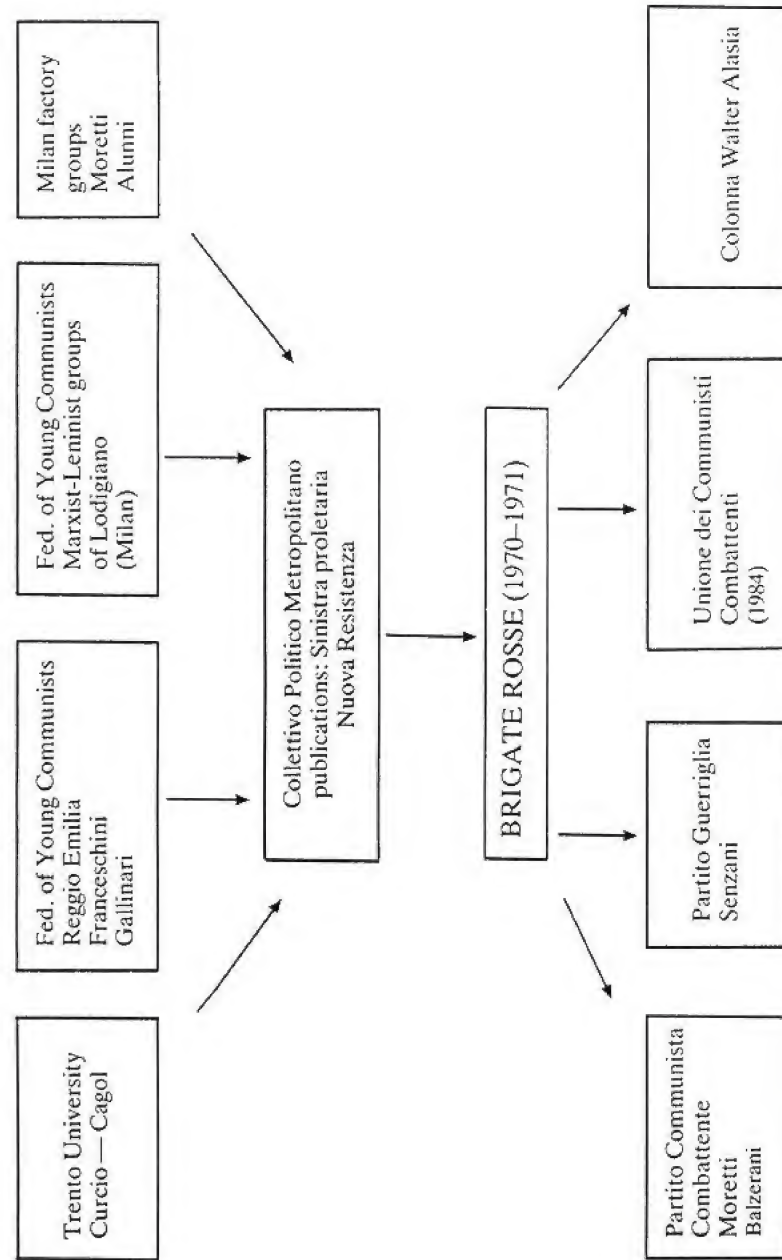 Trento University
Curcio — Cagol
Fed. of Young Communists
Reggio Emilia
Franceschini
Gallinari
Fed. of Young Communists
Marxist-Leninist groups
of Lodigiano
(Milan)
Milan factory
groups
Moretti
Alunni
Collettivo Politico Metropolitano
publications: Sinistra proletaria
Nuova Resistenza
BRIGATE ROSSE (1970–1971)
Partito Communista
Combattente
Moretti
Balzerani
Partito Guerriglia
Senzani
Unione dei Communisti
Combattenti
(1984)
Colonna Walter Alasia